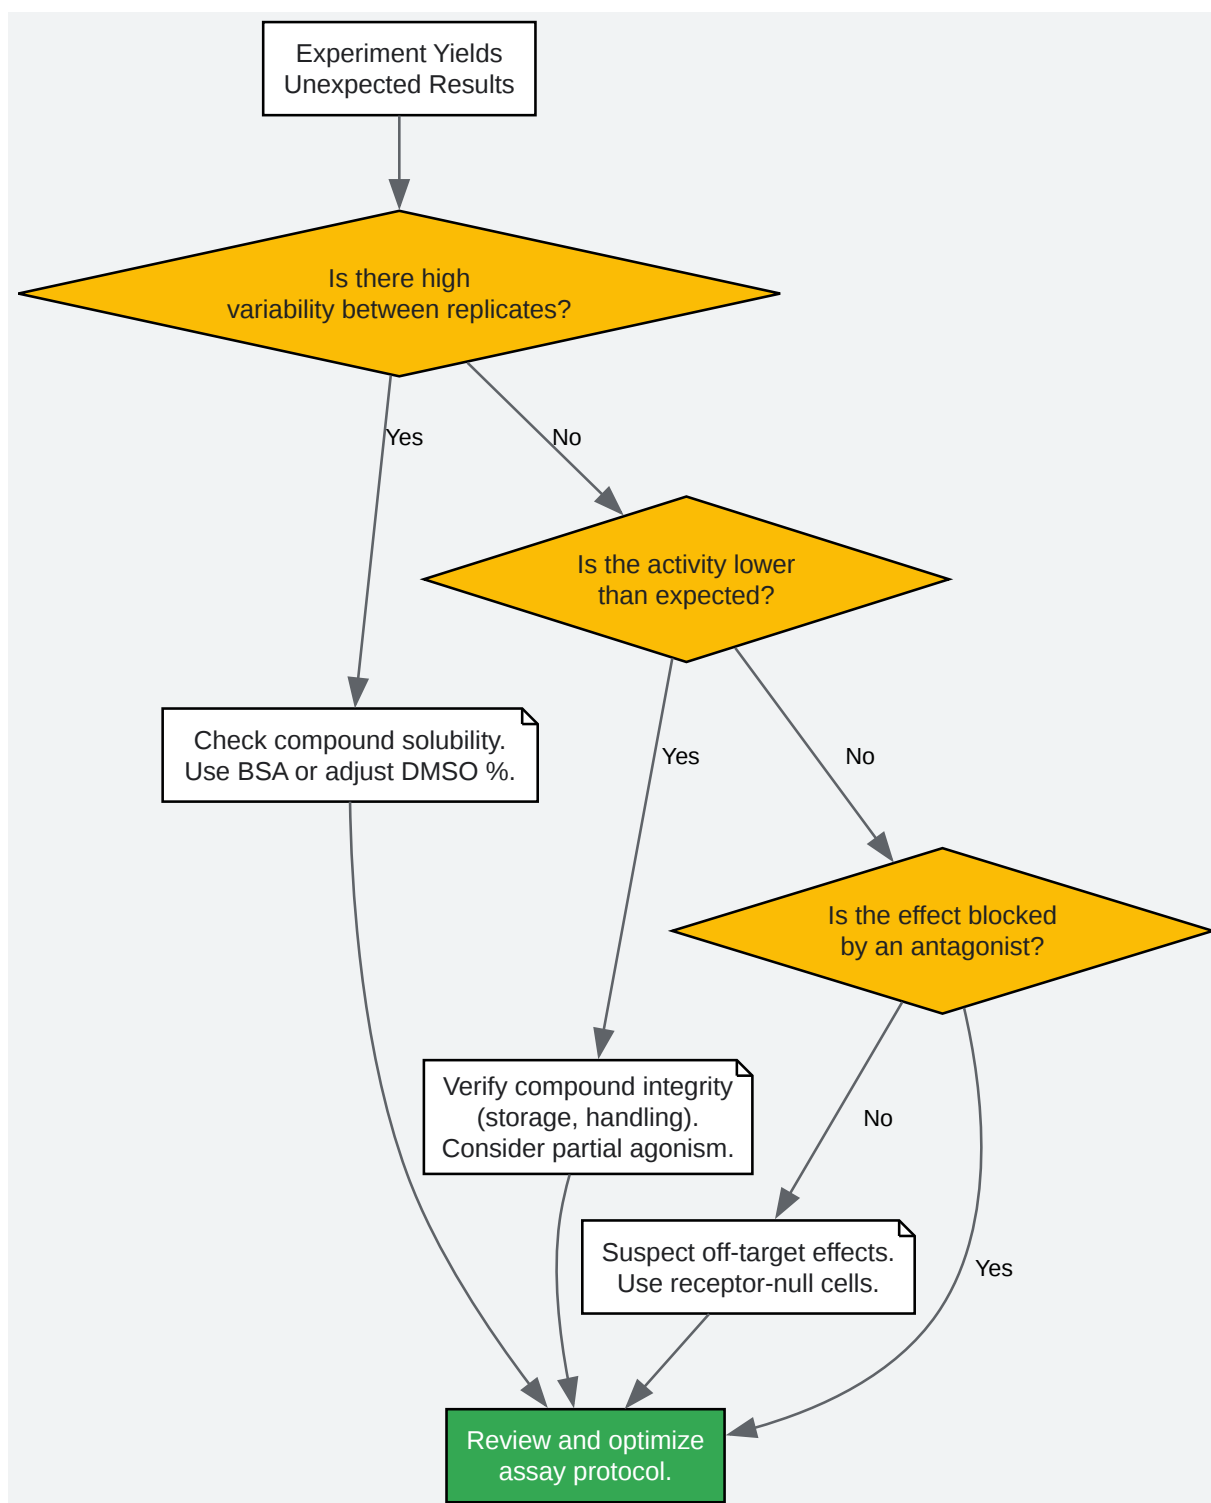 Experiment Yields
Unexpected Results
Is there high
variability between replicates?
Yes
No
Is the activity lower
than expected?
Check compound solubility.
Use BSA or adjust DMSO %.
Yes
No
Is the effect blocked
by an antagonist?
Verify compound integrity
(storage, handling).
Consider partial agonism.
No
Suspect off-target effects.
Use receptor-null cells.
Yes
Review and optimize
assay protocol.